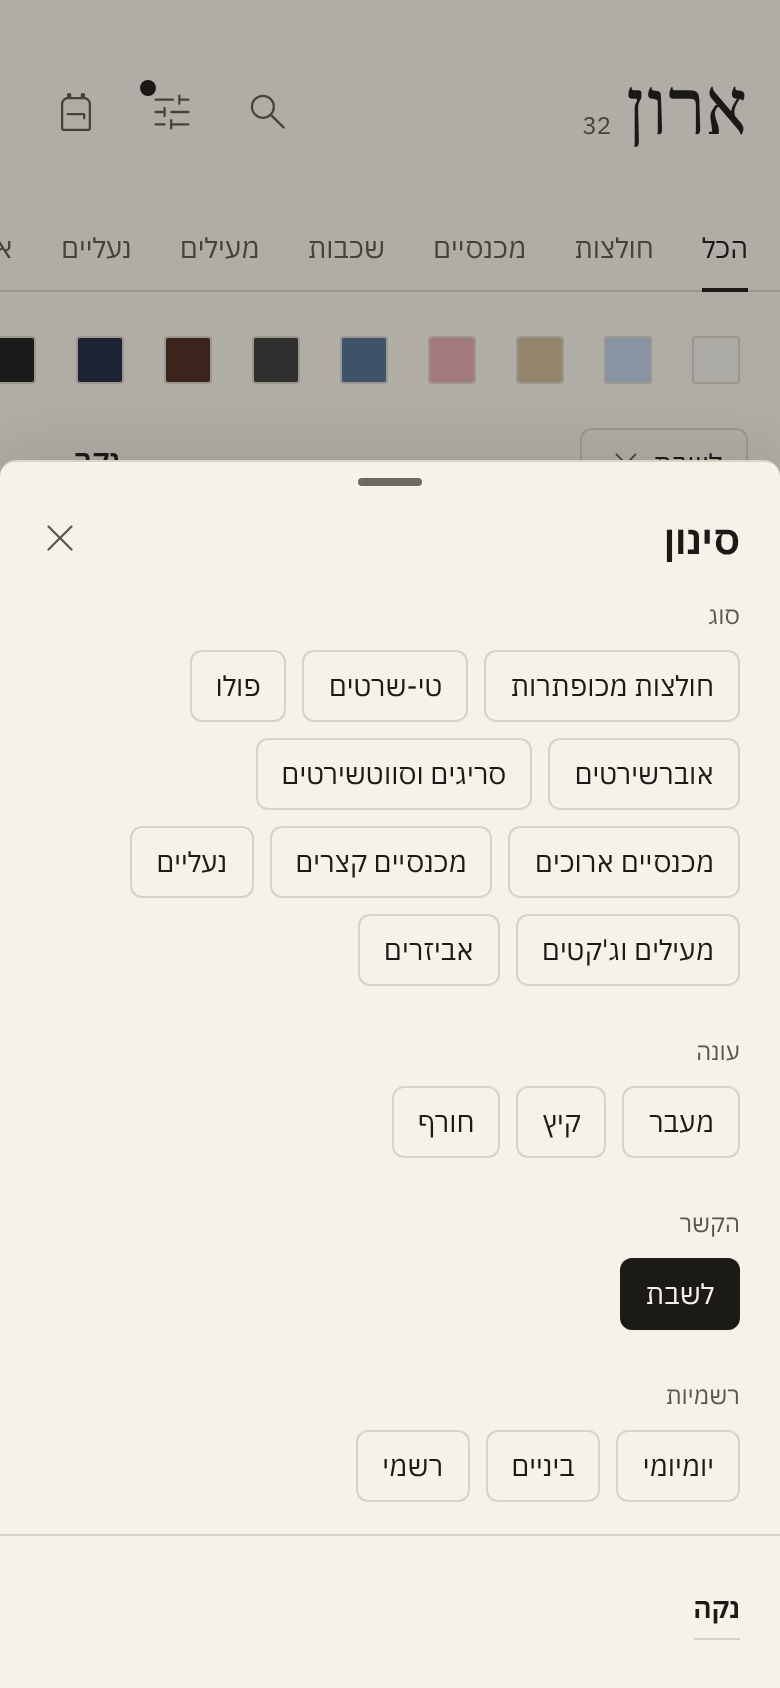 ארון 32
הכל חולצות מכנסיים שכבות מעילים נעליים א
לשבת נקה
סינון
סוג
חולצות מכופתרות טי-שרטים פולו
אוברשירטים סריגים וסווטשירטים
מכנסיים ארוכים מכנסיים קצרים נעליים
מעילים וג'קטים אביזרים
עונה
מעבר קיץ חורף
הקשר
לשבת
רשמיות
יומיומי ביניים רשמי
נקה